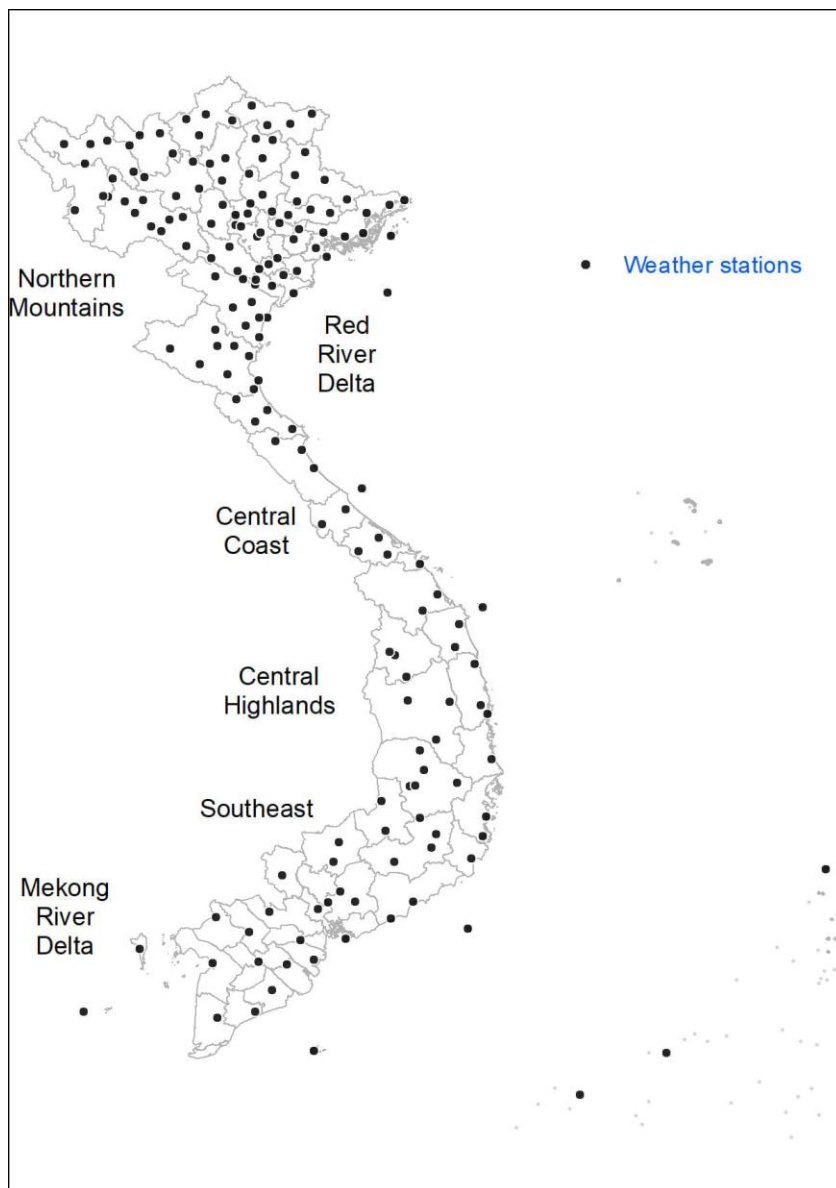 Weather stations
Northern
Mountains
Red
River
Delta
Central
Coast
Central
Highlands
Southeast
Mekong
River
Delta